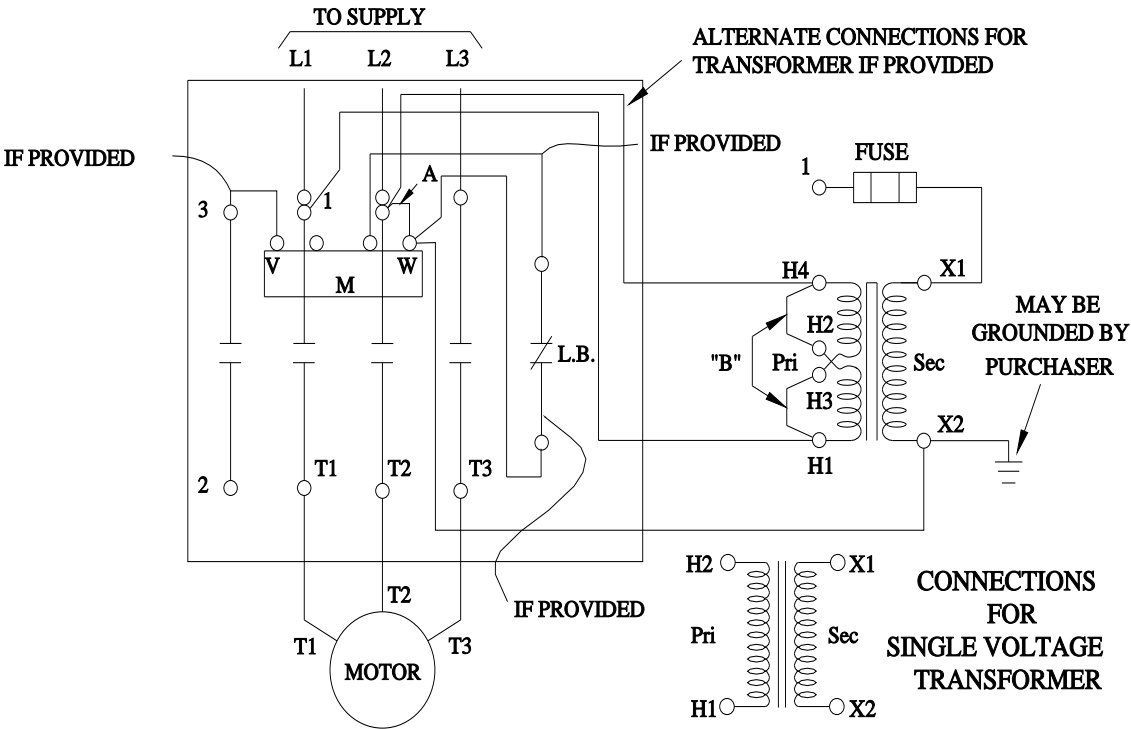 TO SUPPLY
L1 L2 L3
ALTERNATE CONNECTIONS FOR
TRANSFORMER IF PROVIDED
IF PROVIDED
IF PROVIDED
A
1
3
1
FUSE
V
M
W
H4
X1
H2
"B"
Pri
Sec
H3
MAY BE
GROUNDED BY
PURCHASER
L.B.
X2
H1
2
T1
T2
T3
IF PROVIDED
T2
T1
T3
MOTOR
H2
X1
Pri
Sec
H1
X2
CONNECTIONS
FOR
SINGLE VOLTAGE
TRANSFORMER